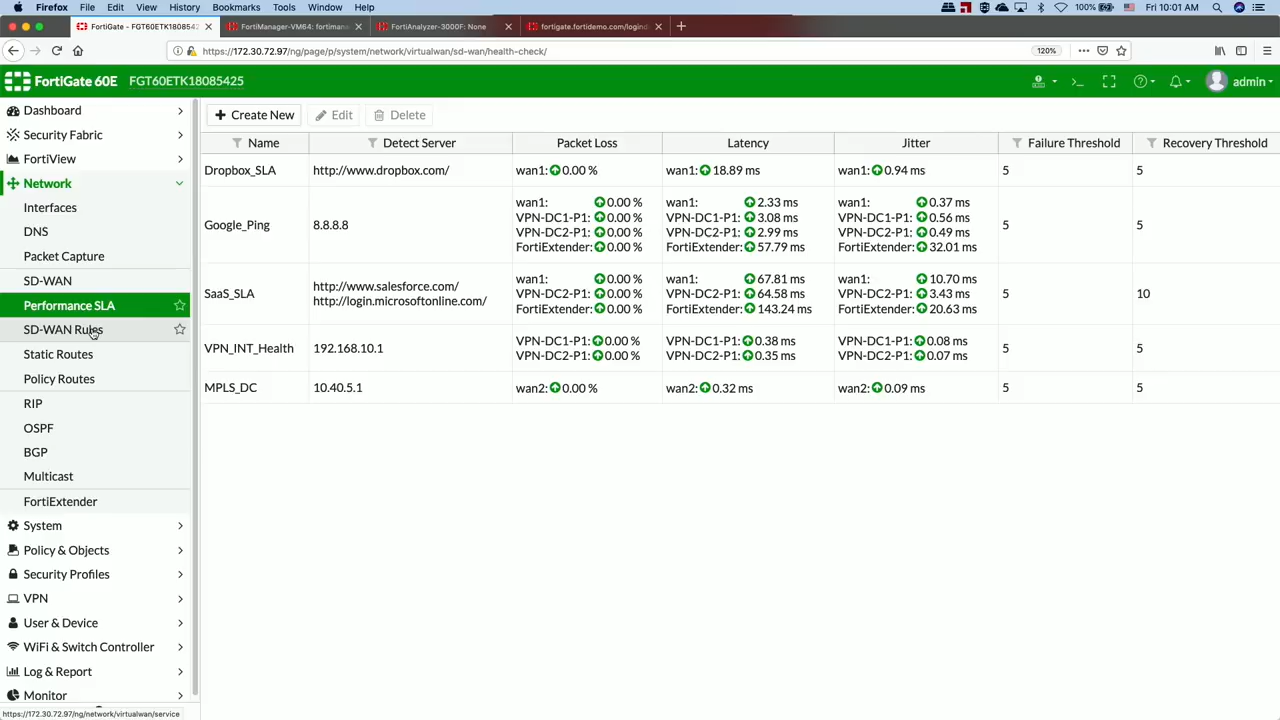 Firefox File Edit View History Bookmarks Tools Window Help 100% Fri 10:01 AM
FortiGate - FGT60ETK18085425 FortiManager-VM64: fortimana FortiAnalyzer-3000F: None fortigate.fortidemo.com/logind
https://172.30.72.97/ng/page/p/system/network/virtualwan/sd-wan/health-check/ 120%
FortiGate 60E FGT60ETK18085425 admin
Dashboard
Security Fabric
FortiView
Network
Interfaces
DNS
Packet Capture
SD-WAN
Performance SLA
SD-WAN Rules
Static Routes
Policy Routes
RIP
OSPF
BGP
Multicast
FortiExtender
System
Policy & Objects
Security Profiles
VPN
User & Device
WiFi & Switch Controller
Log & Report
Monitor
https://172.30.72.97/ng/network/virtualwan/service
Create New Edit Delete
Name Detect Server Packet Loss Latency Jitter Failure Threshold Recovery Threshold
Dropbox_SLA http://www.dropbox.com/ wan1: 0.00 % wan1: 18.89 ms wan1: 0.94 ms 5 5
wan1: 0.00 % wan1: 2.33 ms wan1: 0.37 ms
VPN-DC1-P1: 0.00 % VPN-DC1-P1: 3.08 ms VPN-DC1-P1: 0.56 ms
Google_Ping 8.8.8.8 5 5
VPN-DC2-P1: 0.00 % VPN-DC2-P1: 2.99 ms VPN-DC2-P1: 0.49 ms
FortiExtender: 0.00 % FortiExtender: 57.79 ms FortiExtender: 32.01 ms
wan1: 0.00 % wan1: 67.81 ms wan1: 10.70 ms
http://www.salesforce.com/
SaaS_SLA VPN-DC2-P1: 0.00 % VPN-DC2-P1: 64.58 ms VPN-DC2-P1: 3.43 ms 5 10
http://login.microsoftonline.com/
FortiExtender: 0.00 % FortiExtender: 143.24 ms FortiExtender: 20.63 ms
VPN-DC1-P1: 0.00 % VPN-DC1-P1: 0.38 ms VPN-DC1-P1: 0.08 ms
VPN_INT_Health 192.168.10.1 5 5
VPN-DC2-P1: 0.00 % VPN-DC2-P1: 0.35 ms VPN-DC2-P1: 0.07 ms
MPLS_DC 10.40.5.1 wan2: 0.00 % wan2: 0.32 ms wan2: 0.09 ms 5 5